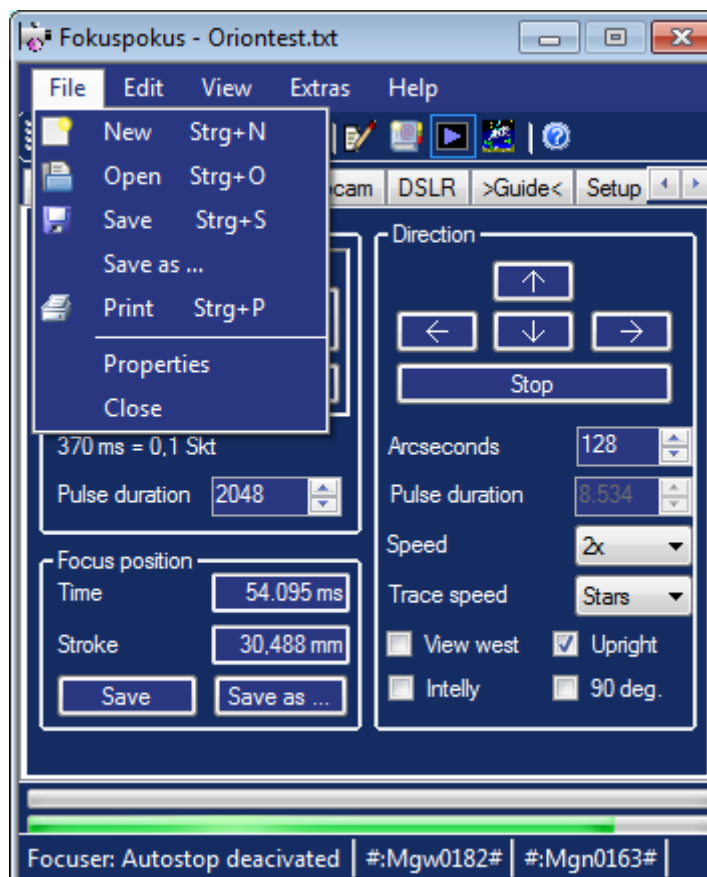 Fokuspokus - Oriontest.txt
File Edit View Extras Help
New Strg+N
Open Strg+O
Save Strg+S
Save as ...
Print Strg+P
Properties
Close
DSLR >Guide< Setup
370 ms = 0,1 Skt
Pulse duration 2048
Focus position
Time 54.095 ms
Stroke 30,488 mm
Save Save as ...
Direction
Stop
Arcseconds 128
Pulse duration 8.534
Speed 2x
Trace speed Stars
View west Upright
Intelly 90 deg.
Focuser: Autostop deacivated #:Mgw0182# #:Mgn0163#